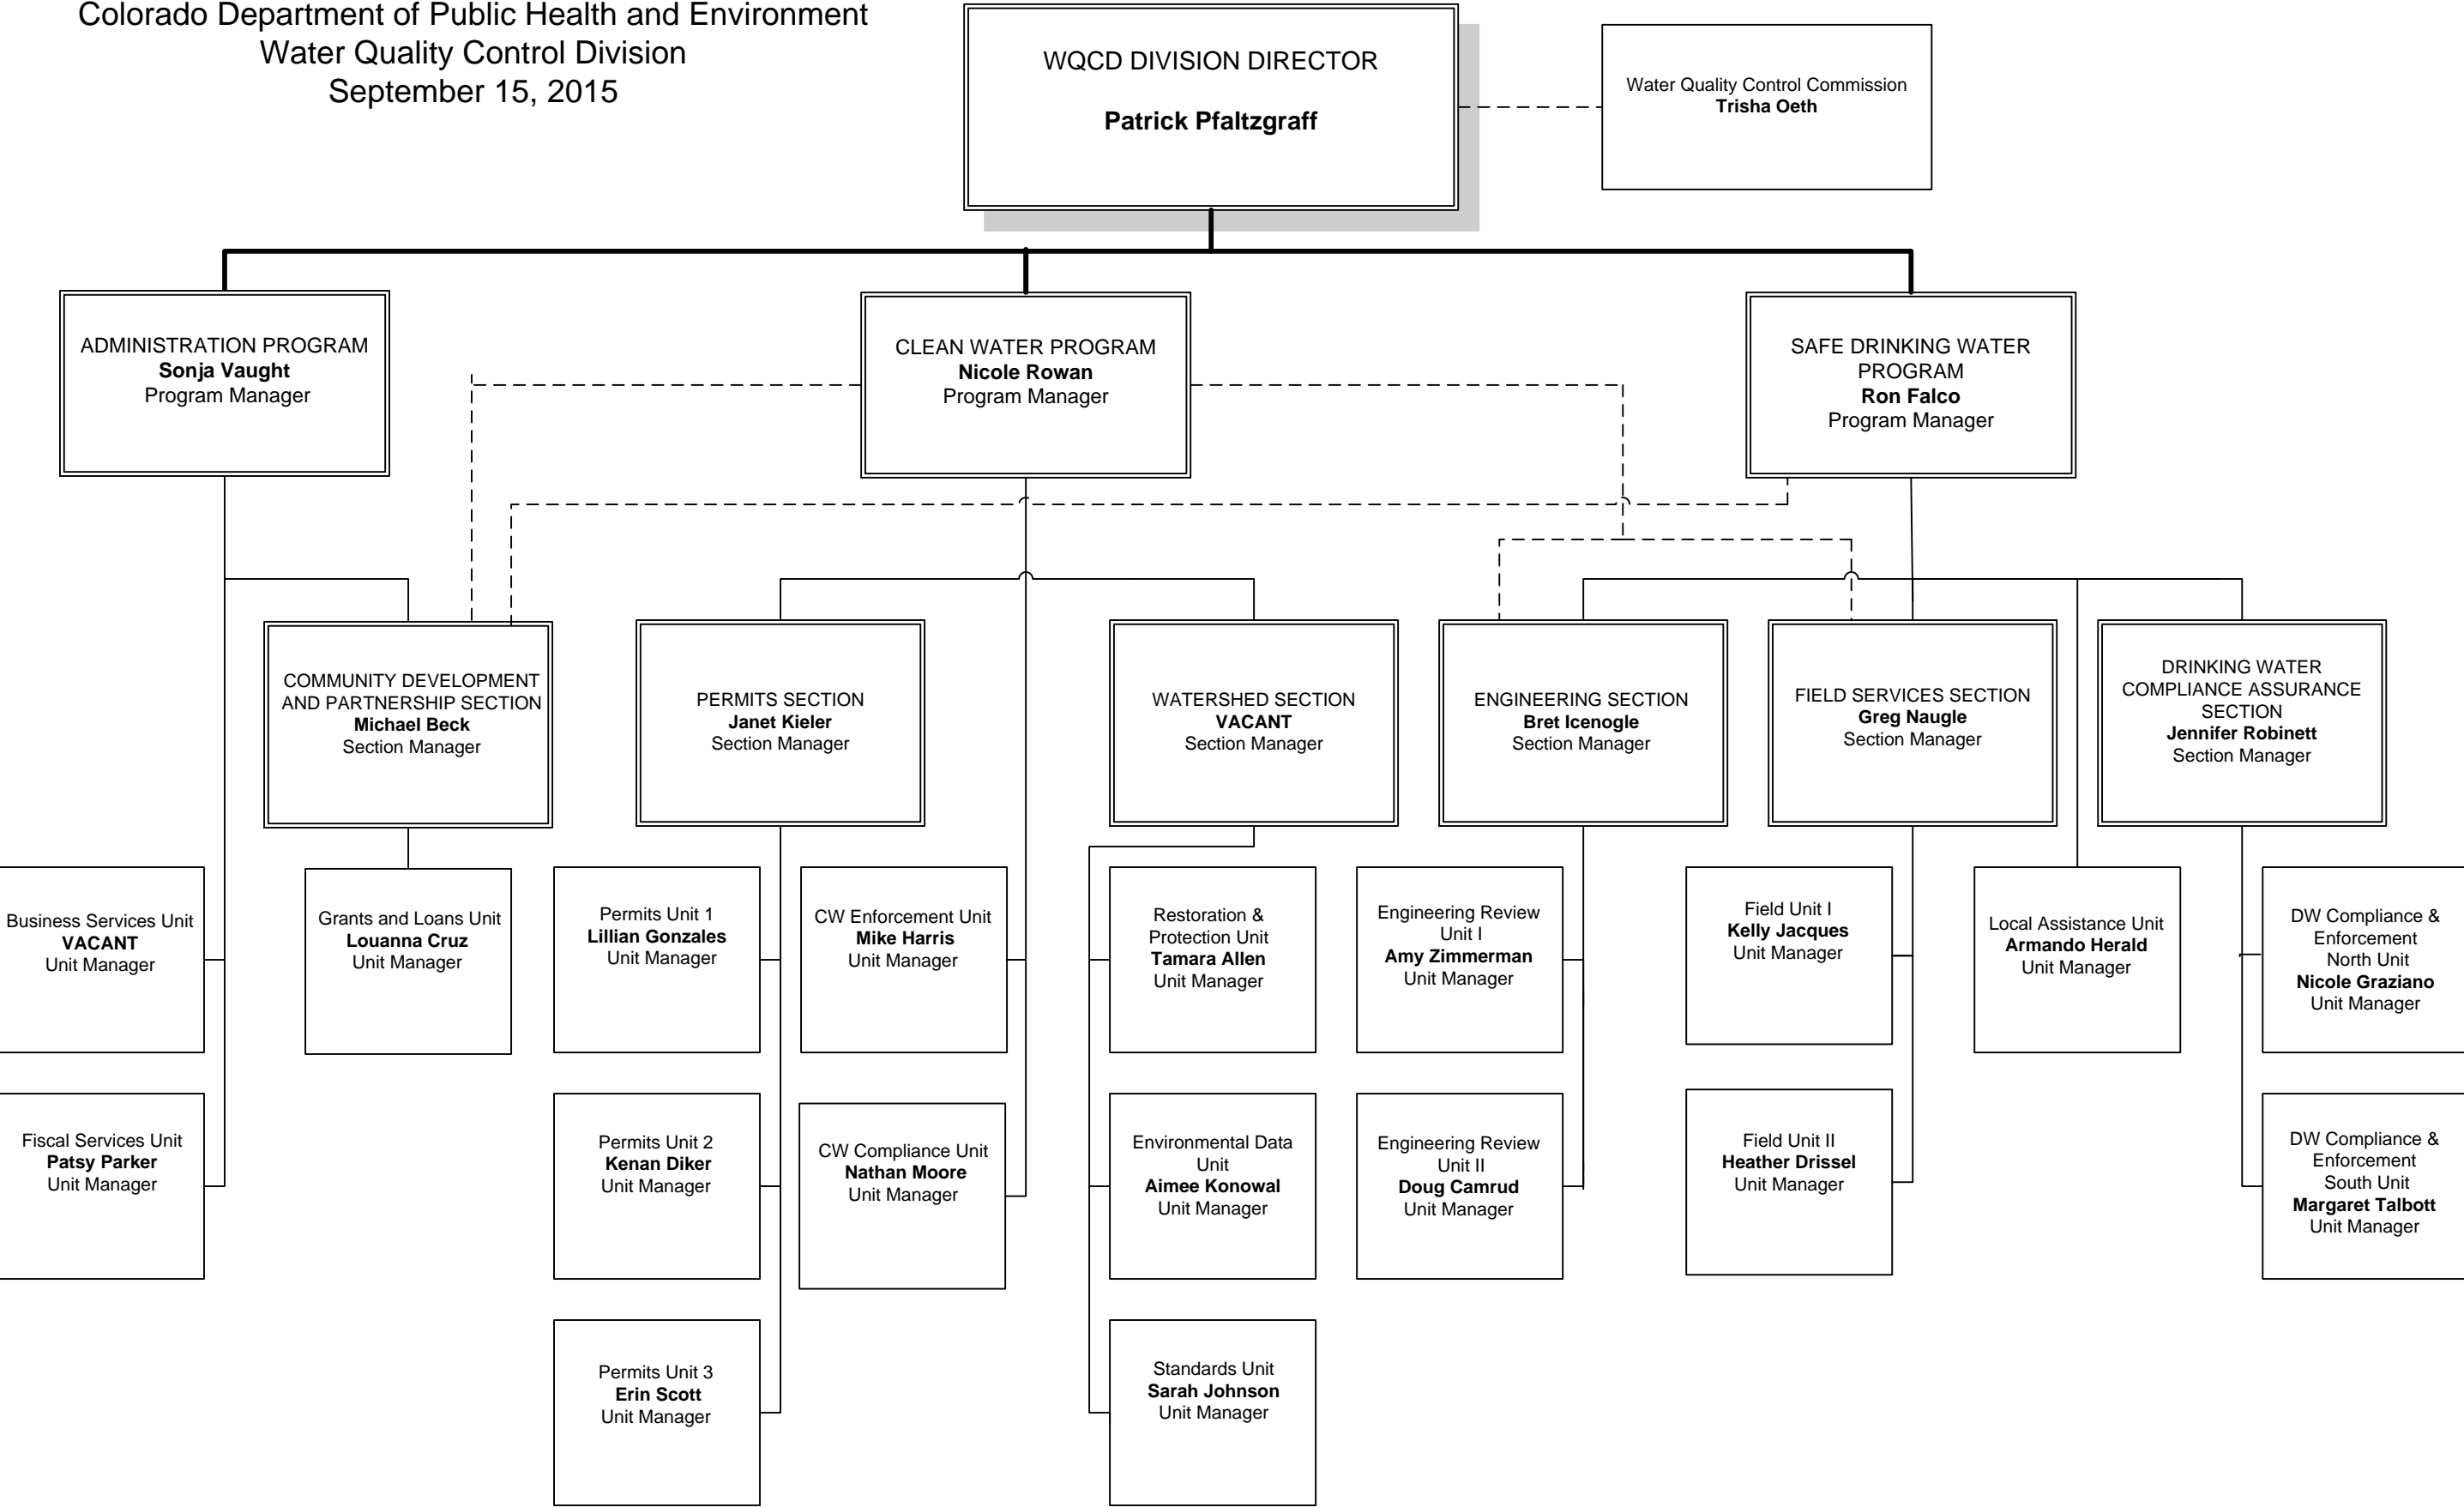 Colorado Department of Public Health and Environment
Water Quality Control Division
September 15, 2015
WQCD DIVISION DIRECTOR
Patrick Pfaltzgraff
Water Quality Control Commission
Trisha Oeth
ADMINISTRATION PROGRAM
Sonja Vaught
Program Manager
CLEAN WATER PROGRAM
Nicole Rowan
Program Manager
SAFE DRINKING WATER
PROGRAM
Ron Falco
Program Manager
COMMUNITY DEVELOPMENT
AND PARTNERSHIP SECTION
Michael Beck
Section Manager
PERMITS SECTION
Janet Kieler
Section Manager
WATERSHED SECTION
VACANT
Section Manager
ENGINEERING SECTION
Bret Icenogle
Section Manager
FIELD SERVICES SECTION
Greg Naugle
Section Manager
DRINKING WATER
COMPLIANCE ASSURANCE
SECTION
Jennifer Robinett
Section Manager
Business Services Unit
VACANT
Unit Manager
Grants and Loans Unit
Louanna Cruz
Unit Manager
Permits Unit 1
Lillian Gonzales
Unit Manager
CW Enforcement Unit
Mike Harris
Unit Manager
Restoration &
Protection Unit
Tamara Allen
Unit Manager
Engineering Review
Unit I
Amy Zimmerman
Unit Manager
Field Unit I
Kelly Jacques
Unit Manager
Local Assistance Unit
Armando Herald
Unit Manager
DW Compliance &
Enforcement
North Unit
Nicole Graziano
Unit Manager
Fiscal Services Unit
Patsy Parker
Unit Manager
Permits Unit 2
Kenan Diker
Unit Manager
CW Compliance Unit
Nathan Moore
Unit Manager
Environmental Data
Unit
Aimee Konowal
Unit Manager
Engineering Review
Unit II
Doug Camrud
Unit Manager
Field Unit II
Heather Drissel
Unit Manager
DW Compliance &
Enforcement
South Unit
Margaret Talbott
Unit Manager
Permits Unit 3
Erin Scott
Unit Manager
Standards Unit
Sarah Johnson
Unit Manager